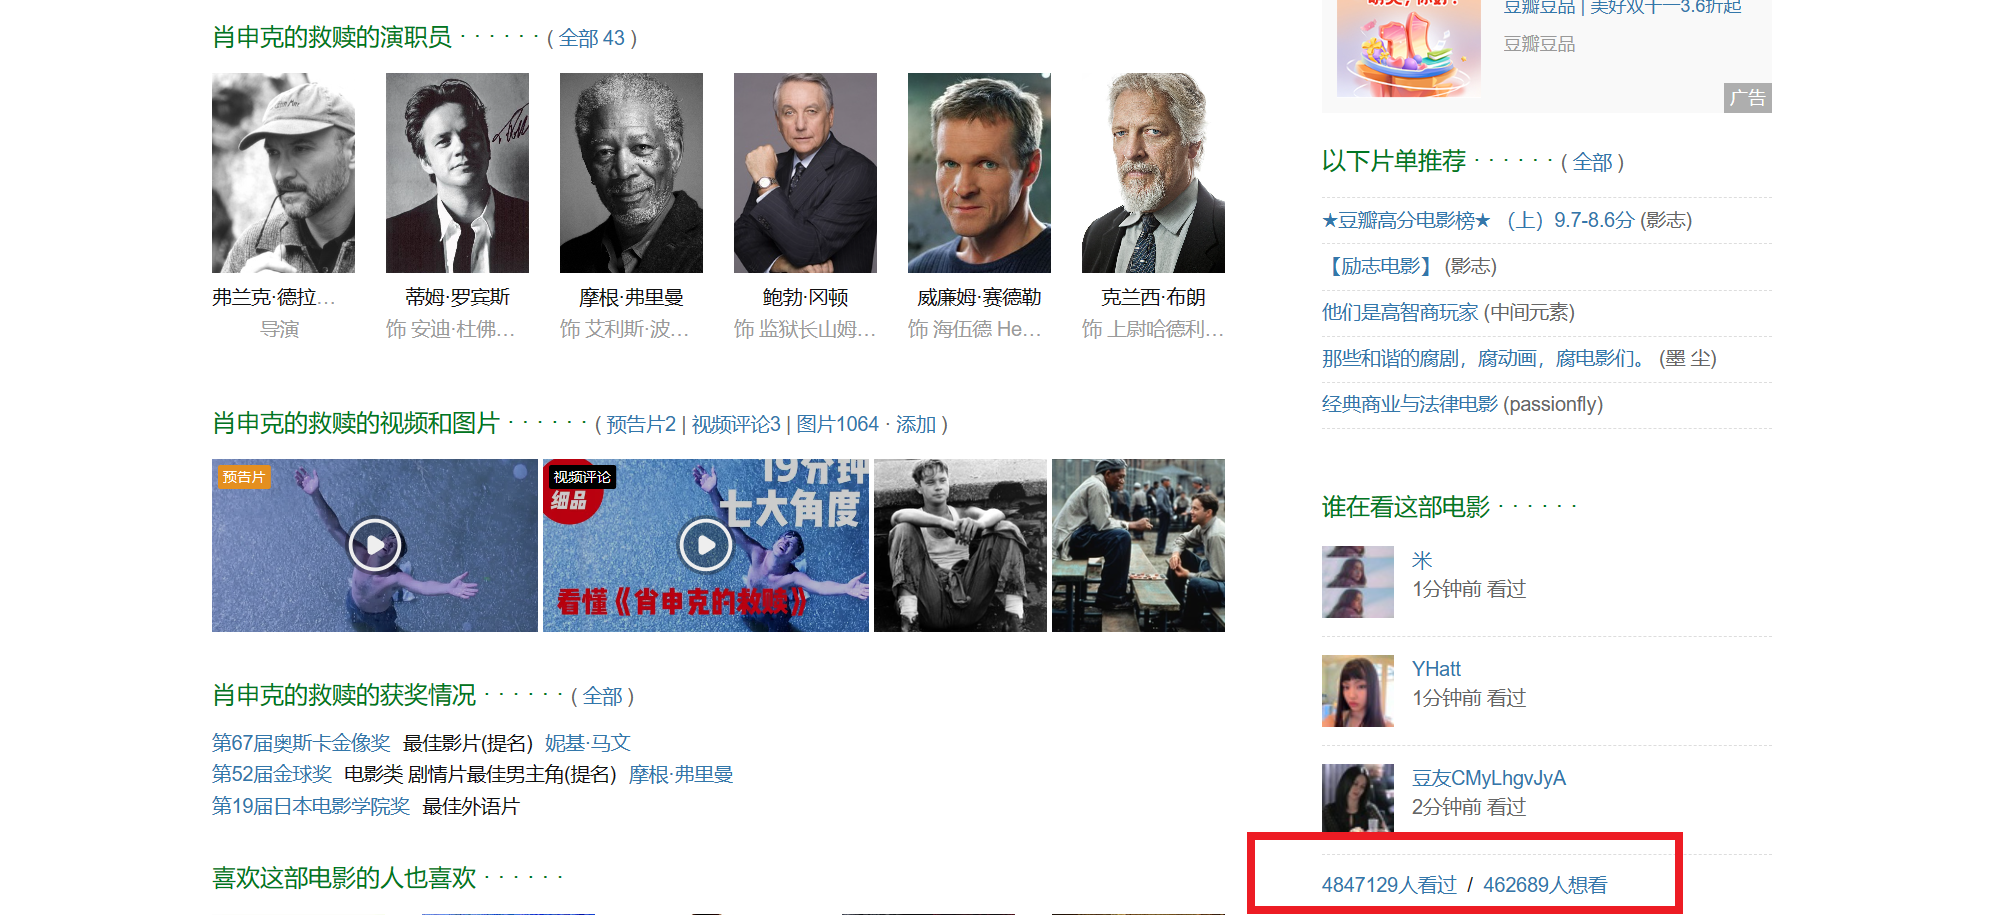 肖申克的救赎的演职员 · · · · · · ( 全部 43 )
弗兰克·德拉…
导演
蒂姆·罗宾斯
饰 安迪·杜佛…
摩根·弗里曼
饰 艾利斯·波…
鲍勃·冈顿
饰 监狱长山姆…
威廉姆·赛德勒
饰 海伍德 He…
克兰西·布朗
饰 上尉哈德利…
肖申克的救赎的视频和图片 · · · · · · ( 预告片2 | 视频评论3 | 图片1064 · 添加 )
预告片
视频评论
细品
19分钟
七大角度
看懂《肖申克的救赎》
肖申克的救赎的获奖情况 · · · · · · ( 全部 )
第67届奥斯卡金像奖 最佳影片(提名) 妮基·马文
第52届金球奖 电影类 剧情片最佳男主角(提名) 摩根·弗里曼
第19届日本电影学院奖 最佳外语片
喜欢这部电影的人也喜欢 · · · · · ·
豆瓣豆品 | 美好双十一3.6折起
豆瓣豆品
广告
以下片单推荐 · · · · · · ( 全部 )
★豆瓣高分电影榜★ （上）9.7-8.6分 (影志)
【励志电影】 (影志)
他们是高智商玩家 (中间元素)
那些和谐的腐剧，腐动画，腐电影们。 (墨 尘)
经典商业与法律电影 (passionfly)
谁在看这部电影 · · · · · ·
米
1分钟前 看过
YHatt
1分钟前 看过
豆友CMyLhgvJyA
2分钟前 看过
4847129人看过 / 462689人想看